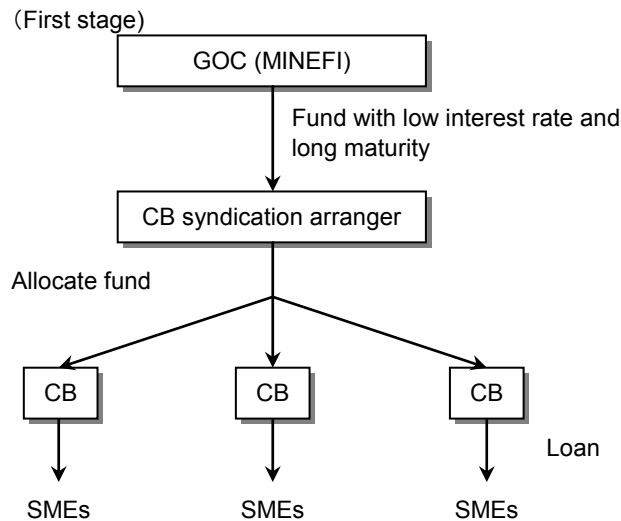 （First stage)
GOC (MINEFI)
Fund with low interest rate and
long maturity
CB syndication arranger
Allocate fund
CB CB CB
Loan
SMEs SMEs SMEs